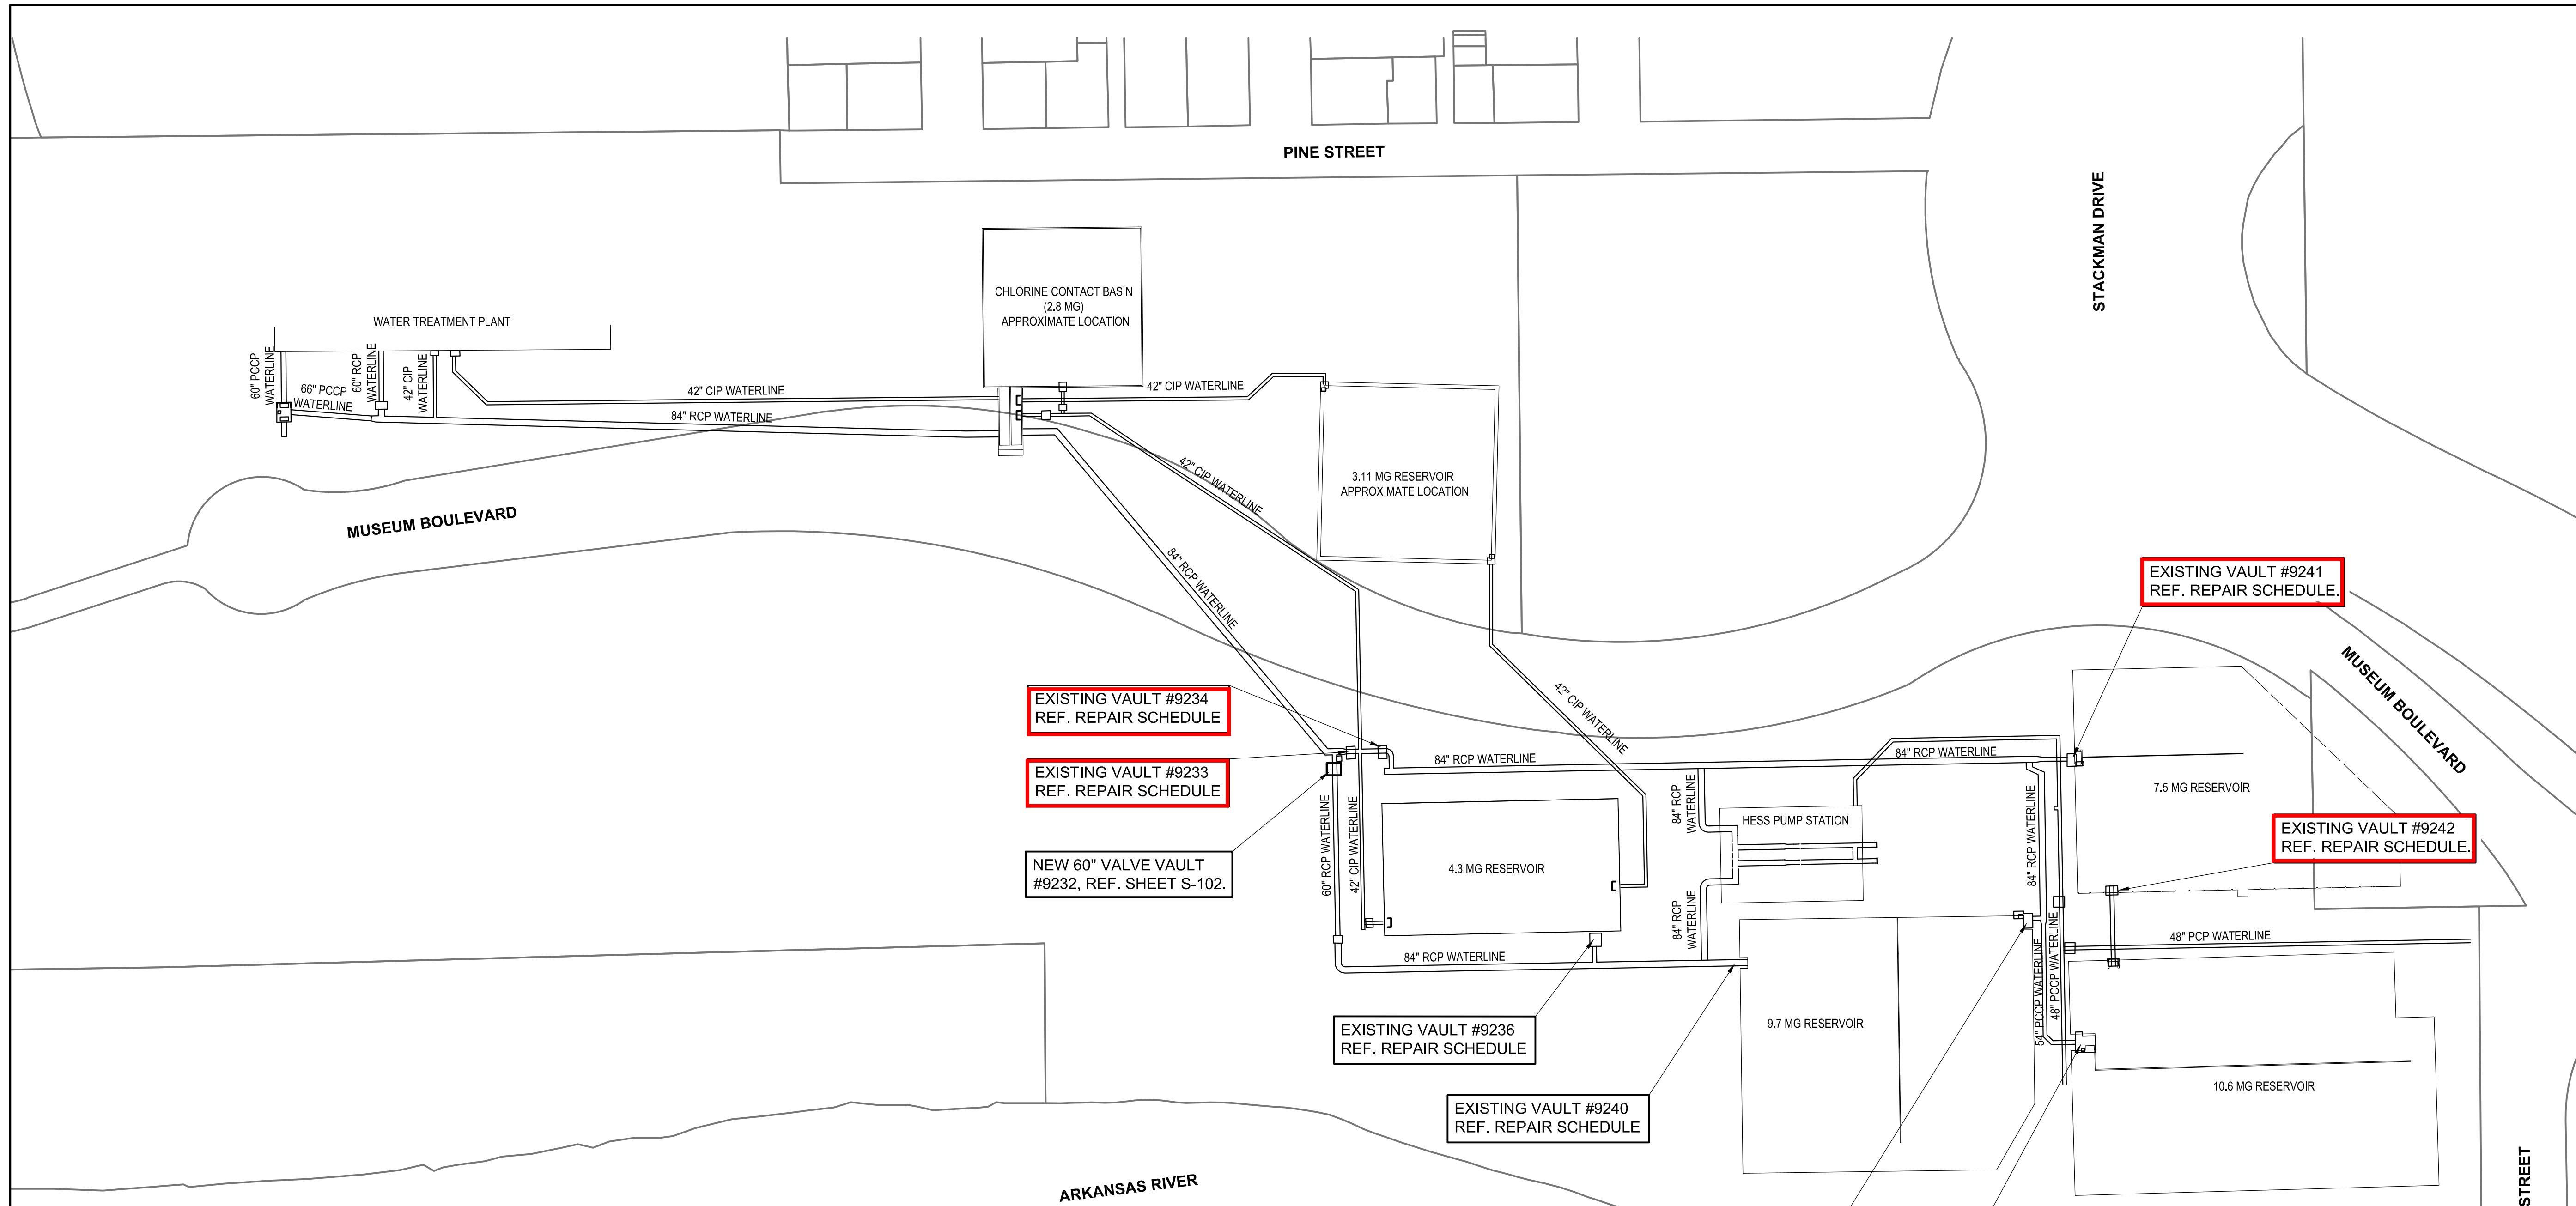 PINE STREET
STACKMAN DRIVE
CHLORINE CONTACT BASIN
(2.8 MG)
APPROXIMATE LOCATION
WATER TREATMENT PLANT
60" PCCP
WATERLINE
66" PCCP
WATERLINE
60" RCP
WATERLINE
42" CIP
WATERLINE
42" CIP WATERLINE
84" RCP WATERLINE
42" CIP WATERLINE
42" CIP WATERLINE
3.11 MG RESERVOIR
APPROXIMATE LOCATION
MUSEUM BOULEVARD
84" RCP WATERLINE
EXISTING VAULT #9241
REF. REPAIR SCHEDULE.
MUSEUM BOULEVARD
EXISTING VAULT #9234
REF. REPAIR SCHEDULE
42" CIP WATERLINE
EXISTING VAULT #9233
REF. REPAIR SCHEDULE
84" RCP WATERLINE
84" RCP WATERLINE
7.5 MG RESERVOIR
60" RCP WATERLINE
42" CIP WATERLINE
84" RCP
WATERLINE
HESS PUMP STATION
84" RCP WATERLINE
EXISTING VAULT #9242
REF. REPAIR SCHEDULE.
NEW 60" VALVE VAULT
#9232, REF. SHEET S-102.
4.3 MG RESERVOIR
84" RCP
WATERLINE
84" RCP WATERLINE
54" PCCP WATERLINE
48" PCCP WATERLINE
48" PCP WATERLINE
EXISTING VAULT #9236
REF. REPAIR SCHEDULE
9.7 MG RESERVOIR
10.6 MG RESERVOIR
EXISTING VAULT #9240
REF. REPAIR SCHEDULE
ARKANSAS RIVER
STREET